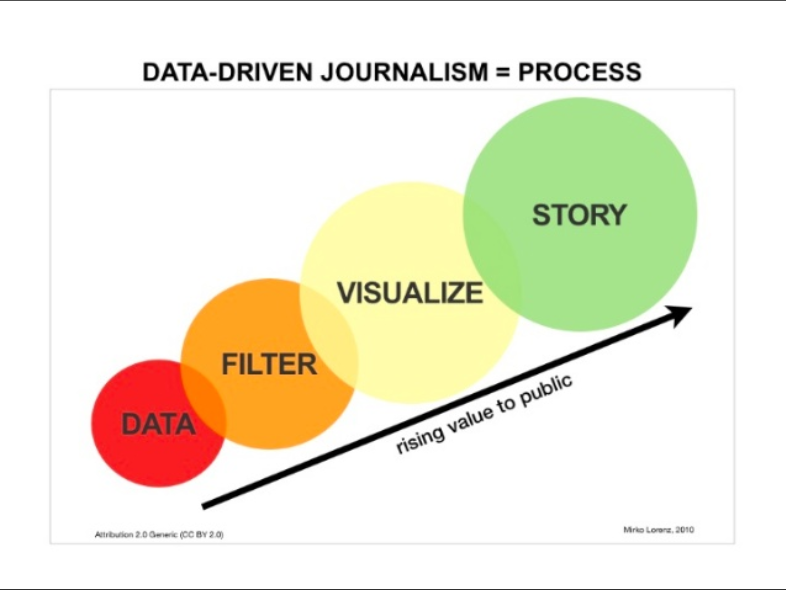 DATA-DRIVEN JOURNALISM = PROCESS
STORY
VISUALIZE
FILTER
DATA
rising value to public
Attribution 2.0 Generic (CC BY 2.0)
Mirko Lorenz, 2010